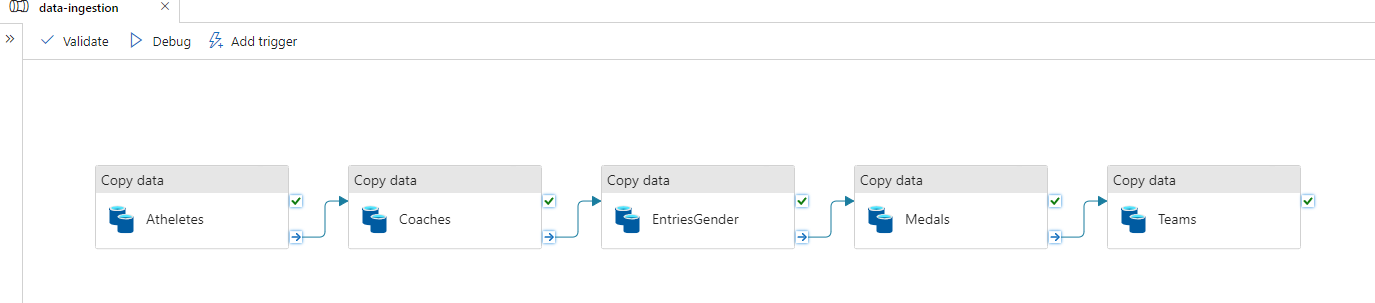 data-ingestion
Validate Debug Add trigger
Copy data Copy data Copy data Copy data Copy data
Atheletes Coaches EntriesGender Medals Teams